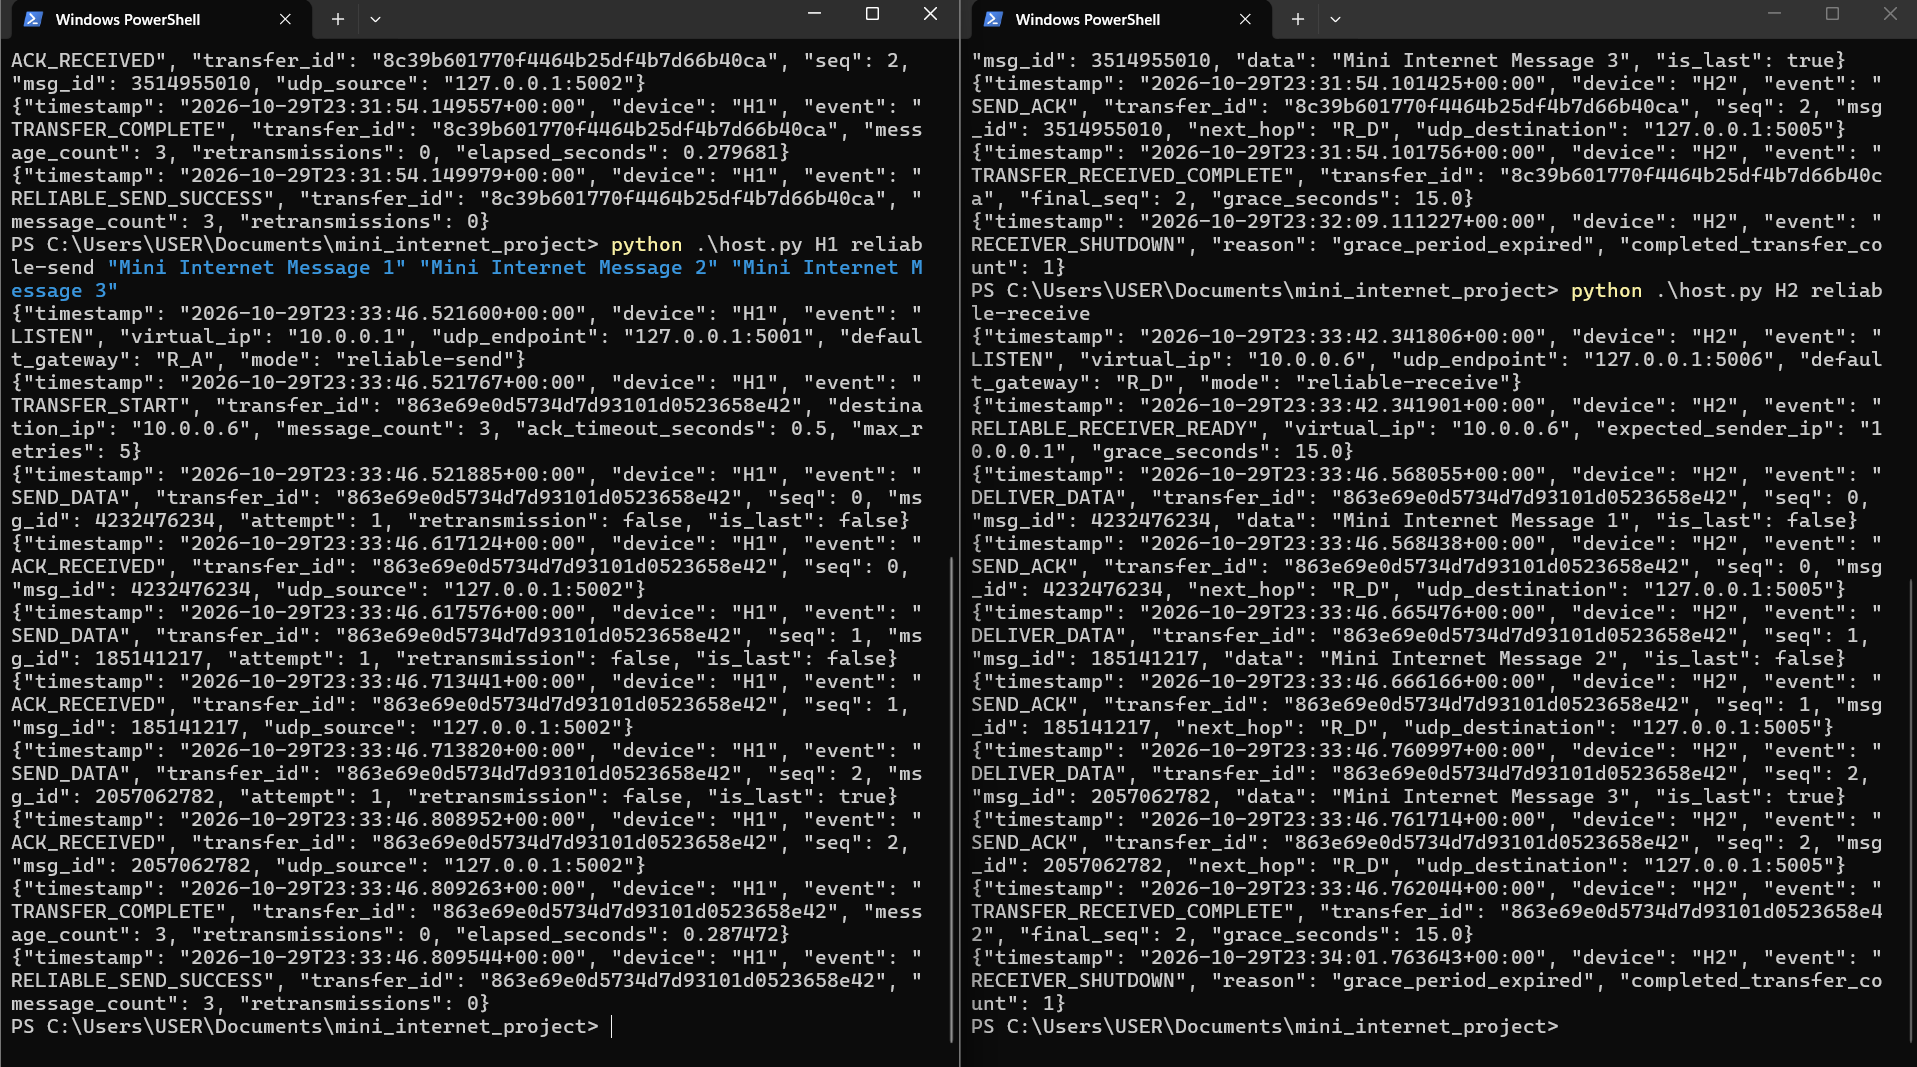 Windows PowerShell
ACK_RECEIVED", "transfer_id": "8c39b601770f4464b25df4b7d66b40ca", "seq": 2,
"msg_id": 3514955010, "udp_source": "127.0.0.1:5002"}
{"timestamp": "2026-10-29T23:31:54.149557+00:00", "device": "H1", "event": "
TRANSFER_COMPLETE", "transfer_id": "8c39b601770f4464b25df4b7d66b40ca", "mess
age_count": 3, "retransmissions": 0, "elapsed_seconds": 0.279681}
{"timestamp": "2026-10-29T23:31:54.149979+00:00", "device": "H1", "event": "
RELIABLE_SEND_SUCCESS", "transfer_id": "8c39b601770f4464b25df4b7d66b40ca", "
message_count": 3, "retransmissions": 0}
PS C:\Users\USER\Documents\mini_internet_project> python .\host.py H1 reliab
le-send "Mini Internet Message 1" "Mini Internet Message 2" "Mini Internet M
essage 3"
{"timestamp": "2026-10-29T23:33:46.521600+00:00", "device": "H1", "event": "
LISTEN", "virtual_ip": "10.0.0.1", "udp_endpoint": "127.0.0.1:5001", "defaul
t_gateway": "R_A", "mode": "reliable-send"}
{"timestamp": "2026-10-29T23:33:46.521767+00:00", "device": "H1", "event": "
TRANSFER_START", "transfer_id": "863e69e0d5734d7d93101d0523658e42", "destina
tion_ip": "10.0.0.6", "message_count": 3, "ack_timeout_seconds": 0.5, "max_r
etries": 5}
{"timestamp": "2026-10-29T23:33:46.521885+00:00", "device": "H1", "event": "
SEND_DATA", "transfer_id": "863e69e0d5734d7d93101d0523658e42", "seq": 0, "ms
g_id": 4232476234, "attempt": 1, "retransmission": false, "is_last": false}
{"timestamp": "2026-10-29T23:33:46.617124+00:00", "device": "H1", "event": "
ACK_RECEIVED", "transfer_id": "863e69e0d5734d7d93101d0523658e42", "seq": 0,
"msg_id": 4232476234, "udp_source": "127.0.0.1:5002"}
{"timestamp": "2026-10-29T23:33:46.617576+00:00", "device": "H1", "event": "
SEND_DATA", "transfer_id": "863e69e0d5734d7d93101d0523658e42", "seq": 1, "ms
g_id": 185141217, "attempt": 1, "retransmission": false, "is_last": false}
{"timestamp": "2026-10-29T23:33:46.713441+00:00", "device": "H1", "event": "
ACK_RECEIVED", "transfer_id": "863e69e0d5734d7d93101d0523658e42", "seq": 1,
"msg_id": 185141217, "udp_source": "127.0.0.1:5002"}
{"timestamp": "2026-10-29T23:33:46.713820+00:00", "device": "H1", "event": "
SEND_DATA", "transfer_id": "863e69e0d5734d7d93101d0523658e42", "seq": 2, "ms
g_id": 2057062782, "attempt": 1, "retransmission": false, "is_last": true}
{"timestamp": "2026-10-29T23:33:46.808952+00:00", "device": "H1", "event": "
ACK_RECEIVED", "transfer_id": "863e69e0d5734d7d93101d0523658e42", "seq": 2,
"msg_id": 2057062782, "udp_source": "127.0.0.1:5002"}
{"timestamp": "2026-10-29T23:33:46.809263+00:00", "device": "H1", "event": "
TRANSFER_COMPLETE", "transfer_id": "863e69e0d5734d7d93101d0523658e42", "mess
age_count": 3, "retransmissions": 0, "elapsed_seconds": 0.287472}
{"timestamp": "2026-10-29T23:33:46.809544+00:00", "device": "H1", "event": "
RELIABLE_SEND_SUCCESS", "transfer_id": "863e69e0d5734d7d93101d0523658e42", "
message_count": 3, "retransmissions": 0}
PS C:\Users\USER\Documents\mini_internet_project>
Windows PowerShell
"msg_id": 3514955010, "data": "Mini Internet Message 3", "is_last": true}
{"timestamp": "2026-10-29T23:31:54.101425+00:00", "device": "H2", "event": "
SEND_ACK", "transfer_id": "8c39b601770f4464b25df4b7d66b40ca", "seq": 2, "msg
_id": 3514955010, "next_hop": "R_D", "udp_destination": "127.0.0.1:5005"}
{"timestamp": "2026-10-29T23:31:54.101756+00:00", "device": "H2", "event": "
TRANSFER_RECEIVED_COMPLETE", "transfer_id": "8c39b601770f4464b25df4b7d66b40c
a", "final_seq": 2, "grace_seconds": 15.0}
{"timestamp": "2026-10-29T23:32:09.111227+00:00", "device": "H2", "event": "
RECEIVER_SHUTDOWN", "reason": "grace_period_expired", "completed_transfer_co
unt": 1}
PS C:\Users\USER\Documents\mini_internet_project> python .\host.py H2 reliab
le-receive
{"timestamp": "2026-10-29T23:33:42.341806+00:00", "device": "H2", "event": "
LISTEN", "virtual_ip": "10.0.0.6", "udp_endpoint": "127.0.0.1:5006", "defaul
t_gateway": "R_D", "mode": "reliable-receive"}
{"timestamp": "2026-10-29T23:33:42.341901+00:00", "device": "H2", "event": "
RELIABLE_RECEIVER_READY", "virtual_ip": "10.0.0.6", "expected_sender_ip": "1
0.0.0.1", "grace_seconds": 15.0}
{"timestamp": "2026-10-29T23:33:46.568055+00:00", "device": "H2", "event": "
DELIVER_DATA", "transfer_id": "863e69e0d5734d7d93101d0523658e42", "seq": 0,
"msg_id": 4232476234, "data": "Mini Internet Message 1", "is_last": false}
{"timestamp": "2026-10-29T23:33:46.568438+00:00", "device": "H2", "event": "
SEND_ACK", "transfer_id": "863e69e0d5734d7d93101d0523658e42", "seq": 0, "msg
_id": 4232476234, "next_hop": "R_D", "udp_destination": "127.0.0.1:5005"}
{"timestamp": "2026-10-29T23:33:46.665476+00:00", "device": "H2", "event": "
DELIVER_DATA", "transfer_id": "863e69e0d5734d7d93101d0523658e42", "seq": 1,
"msg_id": 185141217, "data": "Mini Internet Message 2", "is_last": false}
{"timestamp": "2026-10-29T23:33:46.666166+00:00", "device": "H2", "event": "
SEND_ACK", "transfer_id": "863e69e0d5734d7d93101d0523658e42", "seq": 1, "msg
_id": 185141217, "next_hop": "R_D", "udp_destination": "127.0.0.1:5005"}
{"timestamp": "2026-10-29T23:33:46.760997+00:00", "device": "H2", "event": "
DELIVER_DATA", "transfer_id": "863e69e0d5734d7d93101d0523658e42", "seq": 2,
"msg_id": 2057062782, "data": "Mini Internet Message 3", "is_last": true}
{"timestamp": "2026-10-29T23:33:46.761714+00:00", "device": "H2", "event": "
SEND_ACK", "transfer_id": "863e69e0d5734d7d93101d0523658e42", "seq": 2, "msg
_id": 2057062782, "next_hop": "R_D", "udp_destination": "127.0.0.1:5005"}
{"timestamp": "2026-10-29T23:33:46.762044+00:00", "device": "H2", "event": "
TRANSFER_RECEIVED_COMPLETE", "transfer_id": "863e69e0d5734d7d93101d0523658e4
2", "final_seq": 2, "grace_seconds": 15.0}
{"timestamp": "2026-10-29T23:34:01.763643+00:00", "device": "H2", "event": "
RECEIVER_SHUTDOWN", "reason": "grace_period_expired", "completed_transfer_co
unt": 1}
PS C:\Users\USER\Documents\mini_internet_project>